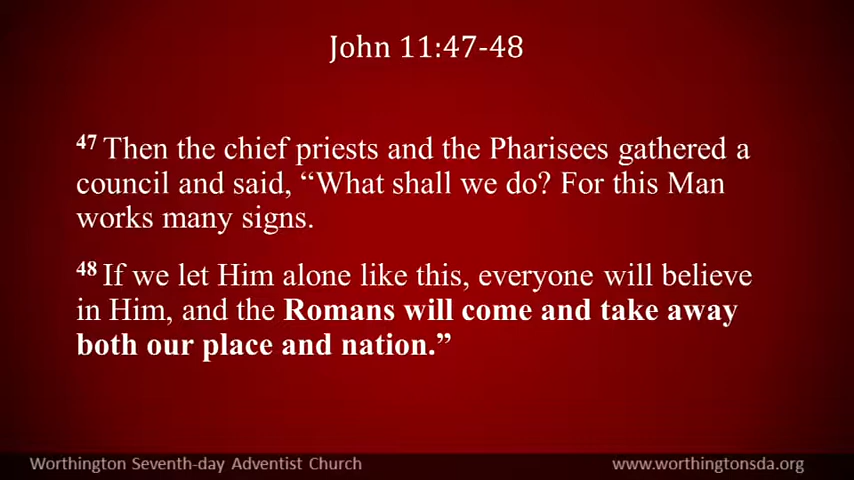 John 11:47-48
47 Then the chief priests and the Pharisees gathered a
council and said, “What shall we do? For this Man
works many signs.
48 If we let Him alone like this, everyone will believe
in Him, and the Romans will come and take away
both our place and nation.”
Worthington Seventh-day Adventist Church
www.worthingtonsda.org